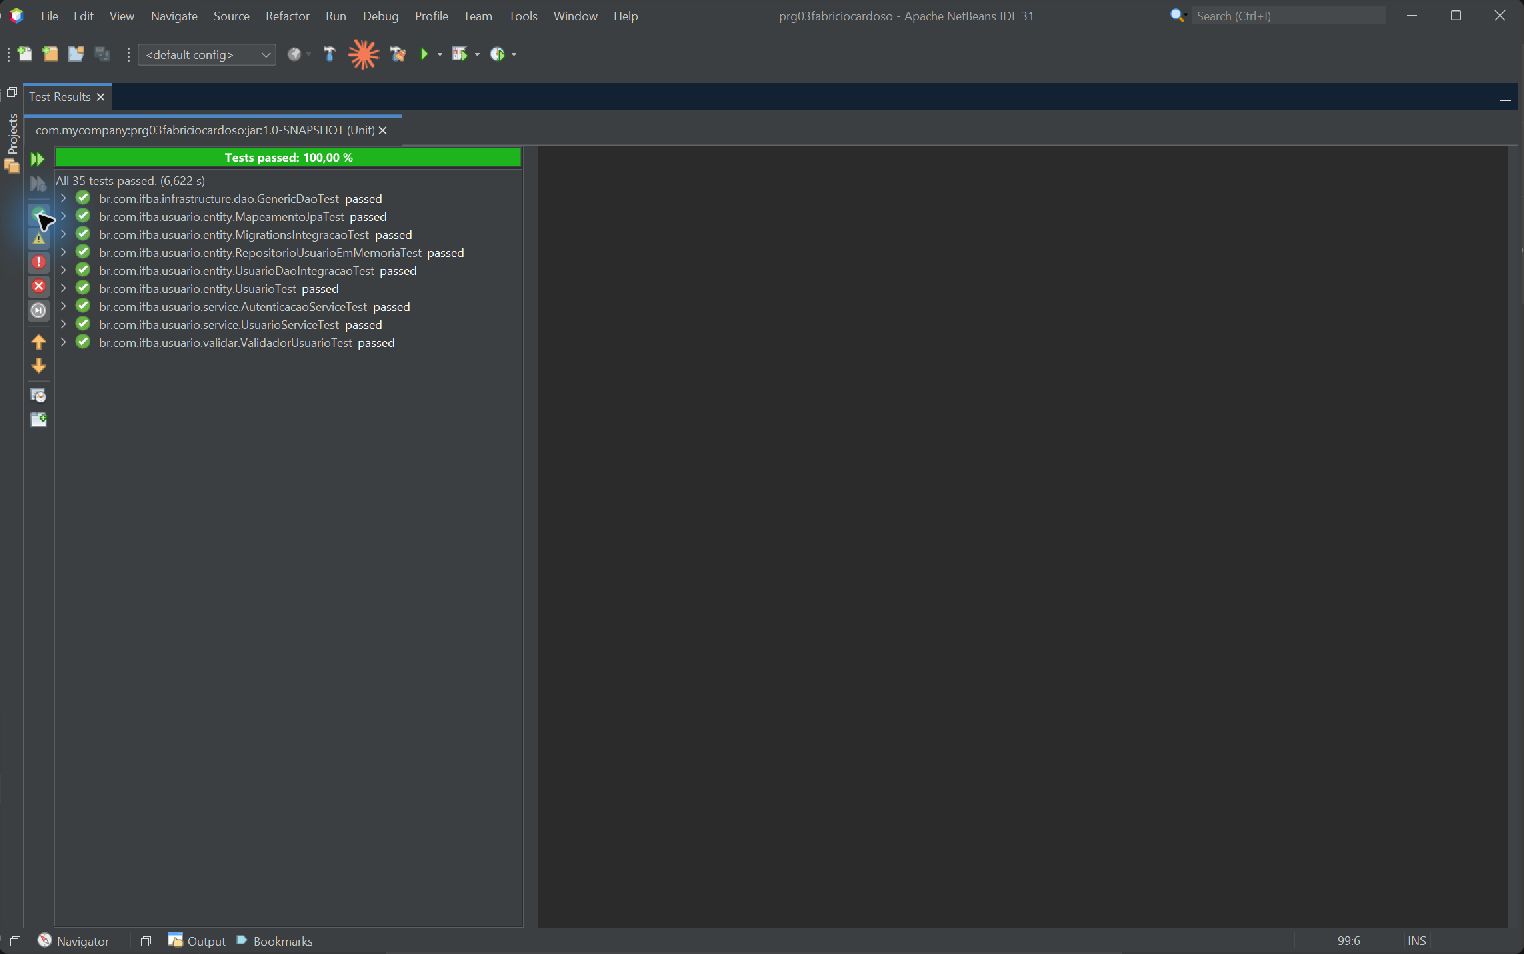 File Edit View Navigate Source Refactor Run Debug Profile Team Tools Window Help
prg03fabriciocardoso - Apache NetBeans IDE 31
Search (Ctrl+I)
<default config>
Test Results
Projects
com.mycompany:prg03fabriciocardoso:jar:1.0-SNAPSHOT (Unit)
Tests passed: 100,00 %
All 35 tests passed. (6,622 s)
br.com.ifba.infrastructure.dao.GenericDaoTest passed
br.com.ifba.usuario.entity.MapeamentoJpaTest passed
br.com.ifba.usuario.entity.MigrationsIntegracaoTest passed
br.com.ifba.usuario.entity.RepositorioUsuarioEmMemoriaTest passed
br.com.ifba.usuario.entity.UsuarioDaoIntegracaoTest passed
br.com.ifba.usuario.entity.UsuarioTest passed
br.com.ifba.usuario.service.AutenticacaoServiceTest passed
br.com.ifba.usuario.service.UsuarioServiceTest passed
br.com.ifba.usuario.validar.ValidadorUsuarioTest passed
Navigator
Output
Bookmarks
99:6
INS